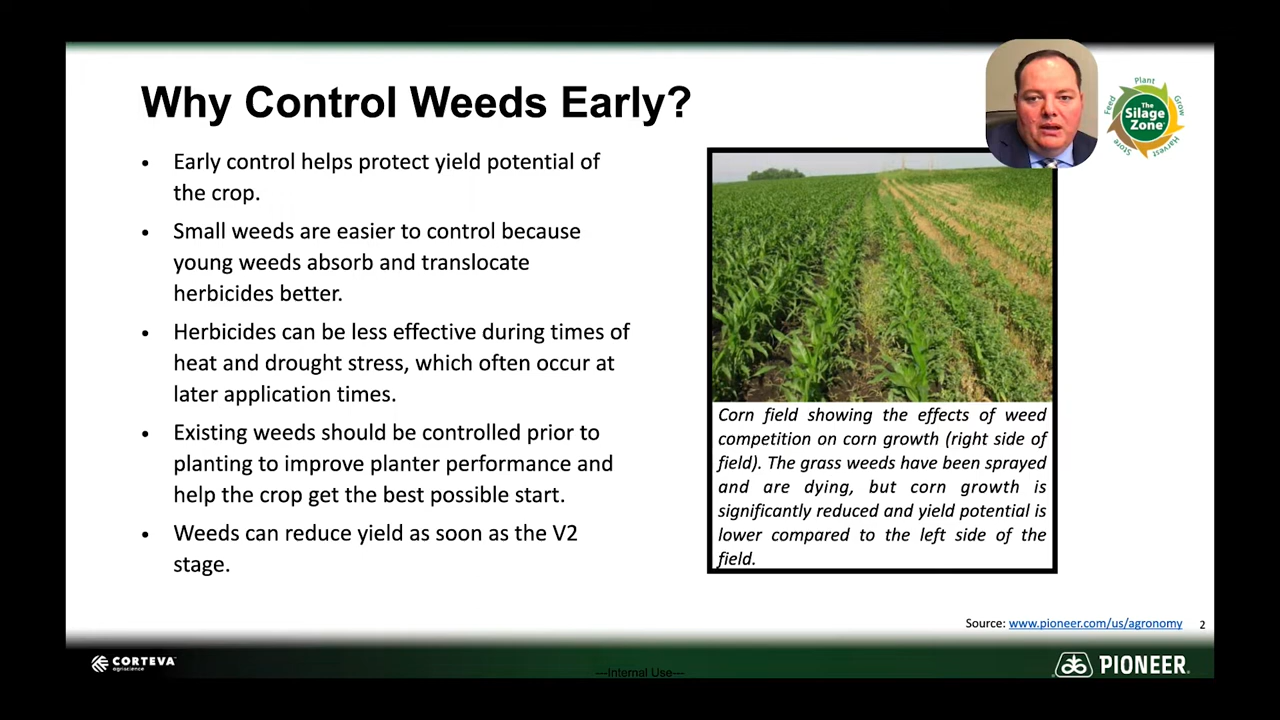 Why Control Weeds Early?
• Early control helps protect yield potential of
the crop.
• Small weeds are easier to control because
young weeds absorb and translocate
herbicides better.
• Herbicides can be less effective during times of
heat and drought stress, which often occur at
later application times.
• Existing weeds should be controlled prior to
planting to improve planter performance and
help the crop get the best possible start.
• Weeds can reduce yield as soon as the V2
stage.
Plant
Grow
Harvest
Store
Feed
The
Silage
Zone®
Corn field showing the effects of weed
competition on corn growth (right side of
field). The grass weeds have been sprayed
and are dying, but corn growth is
significantly reduced and yield potential is
lower compared to the left side of the
field.
Source: www.pioneer.com/us/agronomy 2
CORTEVA™
agriscience
---Internal Use---
PIONEER®